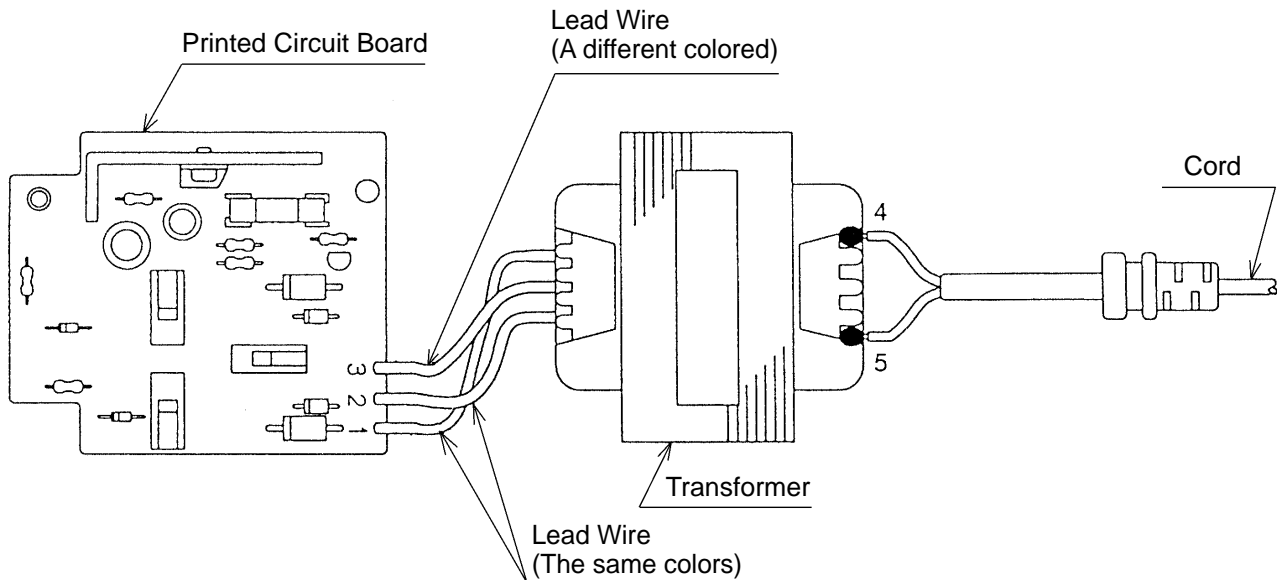 Lead Wire
(A different colored)
Printed Circuit Board
Cord
4
5
3
2
1
Transformer
Lead Wire
(The same colors)